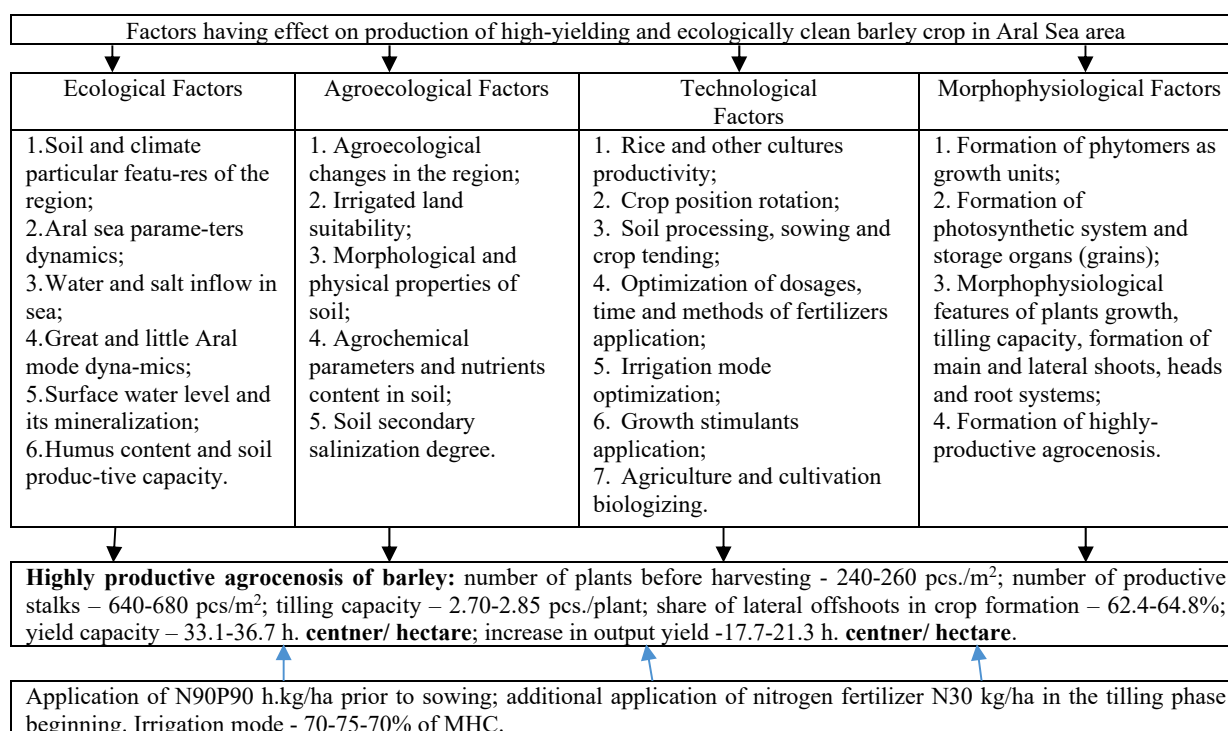 Factors having effect on production of high-yielding and ecologically clean barley crop in Aral Sea area
Ecological Factors
1.Soil and climate
particular featu-res of the
region;
2.Aral sea parame-ters
dynamics;
3.Water and salt inflow in
sea;
4.Great and little Aral
mode dyna-mics;
5.Surface water level and
its mineralization;
6.Humus content and soil
produc-tive capacity.
Agroecological Factors
1. Agroecological
changes in the region;
2. Irrigated land
suitability;
3. Morphological and
physical properties of
soil;
4. Agrochemical
parameters and nutrients
content in soil;
5. Soil secondary
salinization degree.
Technological
Factors
1. Rice and other cultures
productivity;
2. Crop position rotation;
3. Soil processing, sowing and
crop tending;
4. Optimization of dosages,
time and methods of fertilizers
application;
5. Irrigation mode
optimization;
6. Growth stimulants
application;
7. Agriculture and cultivation
biologizing.
Morphophysiological Factors
1. Formation of phytomers as
growth units;
2. Formation of
photosynthetic system and
storage organs (grains);
3. Morphophysiological
features of plants growth,
tilling capacity, formation of
main and lateral shoots, heads
and root systems;
4. Formation of highly-
productive agrocenosis.
Highly productive agrocenosis of barley: number of plants before harvesting - 240-260 pcs./m²; number of productive
stalks – 640-680 pcs/m²; tilling capacity – 2.70-2.85 pcs./plant; share of lateral offshoots in crop formation – 62.4-64.8%;
yield capacity – 33.1-36.7 h. centner/ hectare; increase in output yield -17.7-21.3 h. centner/ hectare.
Application of N90P90 h.kg/ha prior to sowing; additional application of nitrogen fertilizer N30 kg/ha in the tilling phase
beginning. Irrigation mode - 70-75-70% of MHC.